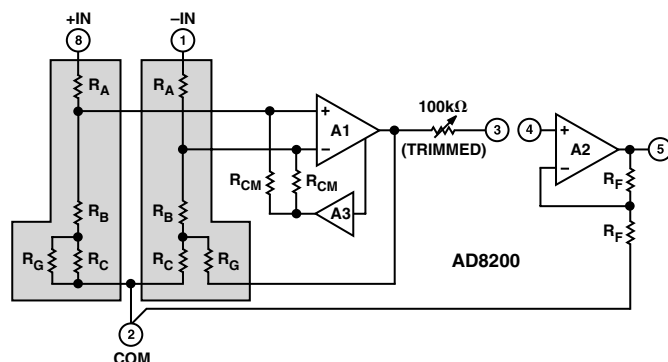 +IN
–IN
8
1
RA
RA
100kΩ
+
A1
–
3
(TRIMMED)
4
+
A2
–
5
RCM
RCM
A3
RF
RB
RB
RF
RG
RC
RC
RG
AD8200
2
COM